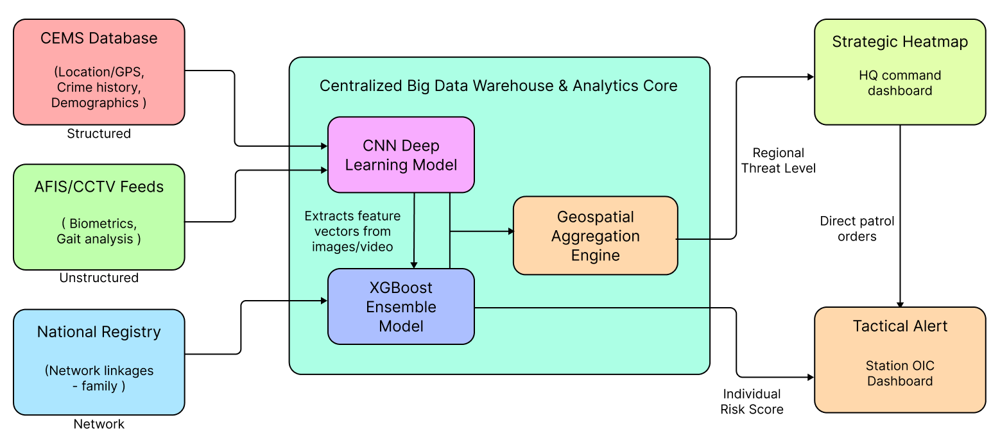 CEMS Database
(Location/GPS,
Crime history,
Demographics )
Structured
AFIS/CCTV Feeds
( Biometrics,
Gait analysis )
Unstructured
National Registry
(Network linkages
- family )
Network
Centralized Big Data Warehouse & Analytics Core
CNN Deep
Learning Model
Extracts feature
vectors from
images/video
XGBoost
Ensemble
Model
Geospatial
Aggregation
Engine
Regional
Threat Level
Individual
Risk Score
Strategic Heatmap
HQ command
dashboard
Direct patrol
orders
Tactical Alert
Station OIC
Dashboard